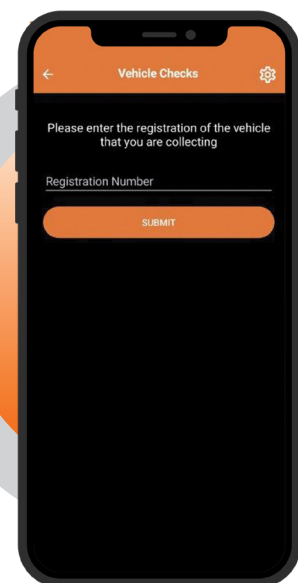 Vehicle Checks
Please enter the registration of the vehicle
that you are collecting
Registration Number
SUBMIT